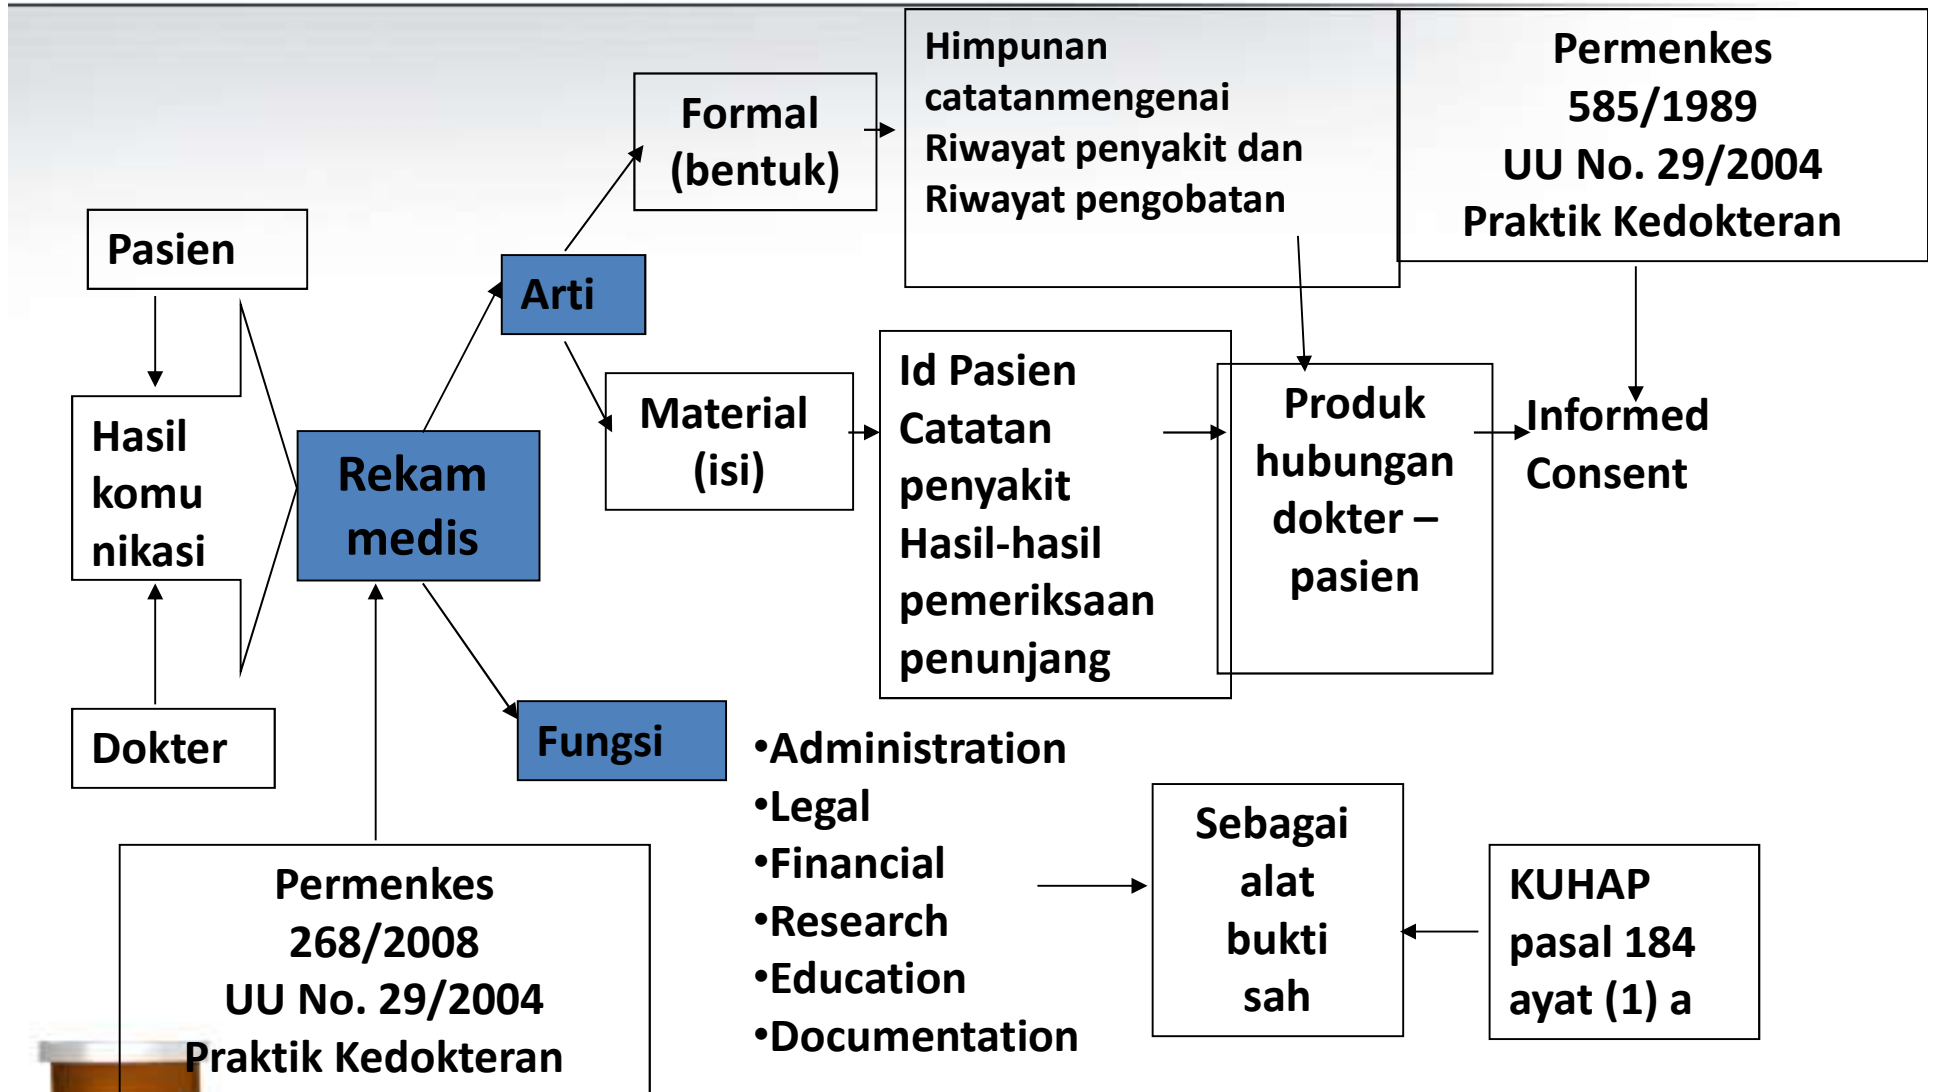 Himpunan
catatanmengenai
Riwayat penyakit dan
Riwayat pengobatan
Permenkes
585/1989
UU No. 29/2004
Praktik Kedokteran
Formal
(bentuk)
Pasien
Arti
Hasil
komu
nikasi
Rekam
medis
Material
(isi)
Id Pasien
Catatan
penyakit
Hasil-hasil
pemeriksaan
penunjang
Produk
hubungan
dokter –
pasien
Informed
Consent
Dokter
Fungsi
•Administration
•Legal
•Financial
•Research
•Education
•Documentation
Sebagai
alat
bukti
sah
KUHAP
pasal 184
ayat (1) a
Permenkes
268/2008
UU No. 29/2004
Praktik Kedokteran